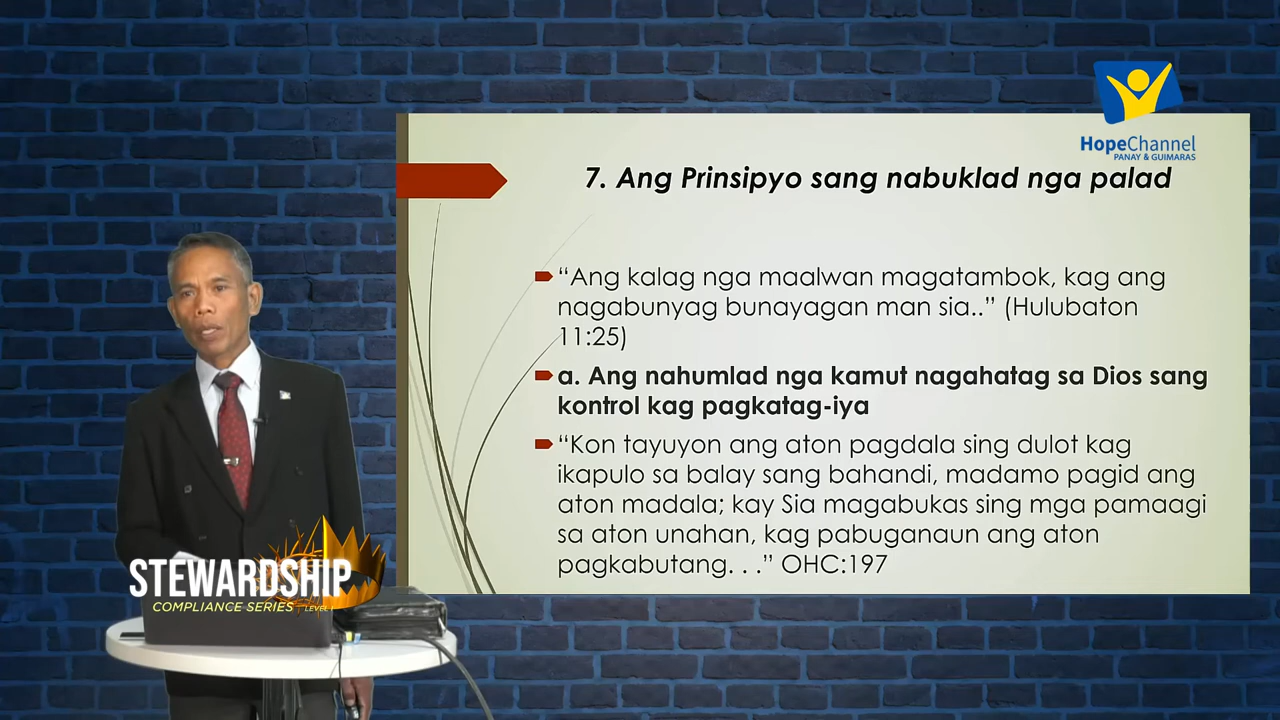 HopeChannel
PANAY & GUIMARAS
7. Ang Prinsipyo sang nabuklad nga palad
“Ang kalag nga maalwan magatambok, kag ang
nagabunyag bunayagan man sia..” (Hulubaton
11:25)
a. Ang nahumlad nga kamut nagahatag sa Dios sang
kontrol kag pagkatag-iya
“Kon tayuyon ang aton pagdala sing dulot kag
ikapulo sa balay sang bahandi, madamo pagid ang
aton madala; kay Sia magabukas sing mga pamaagi
sa aton unahan, kag pabuganaun ang aton
pagkabutang. . .” OHC:197
STEWARDSHIP
COMPLIANCE SERIES LEVEL I